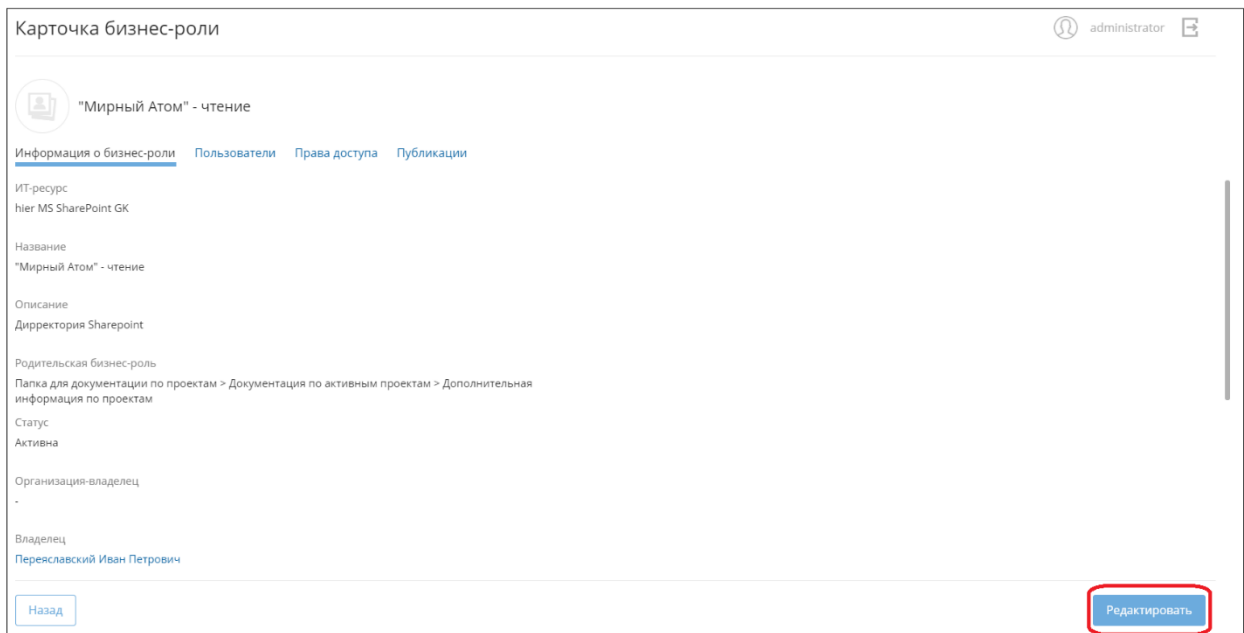 Карточка бизнес-роли
administrator
"Мирный Атом" - чтение
Информация о бизнес-роли Пользователи Права доступа Публикации
ИТ-ресурс
hier MS SharePoint GK
Название
"Мирный Атом" - чтение
Описание
Дирректория Sharepoint
Родительская бизнес-роль
Папка для документации по проектам > Документация по активным проектам > Дополнительная
информация по проектам
Статус
Активна
Организация-владелец
-
Владелец
Переяславский Иван Петрович
Назад Редактировать